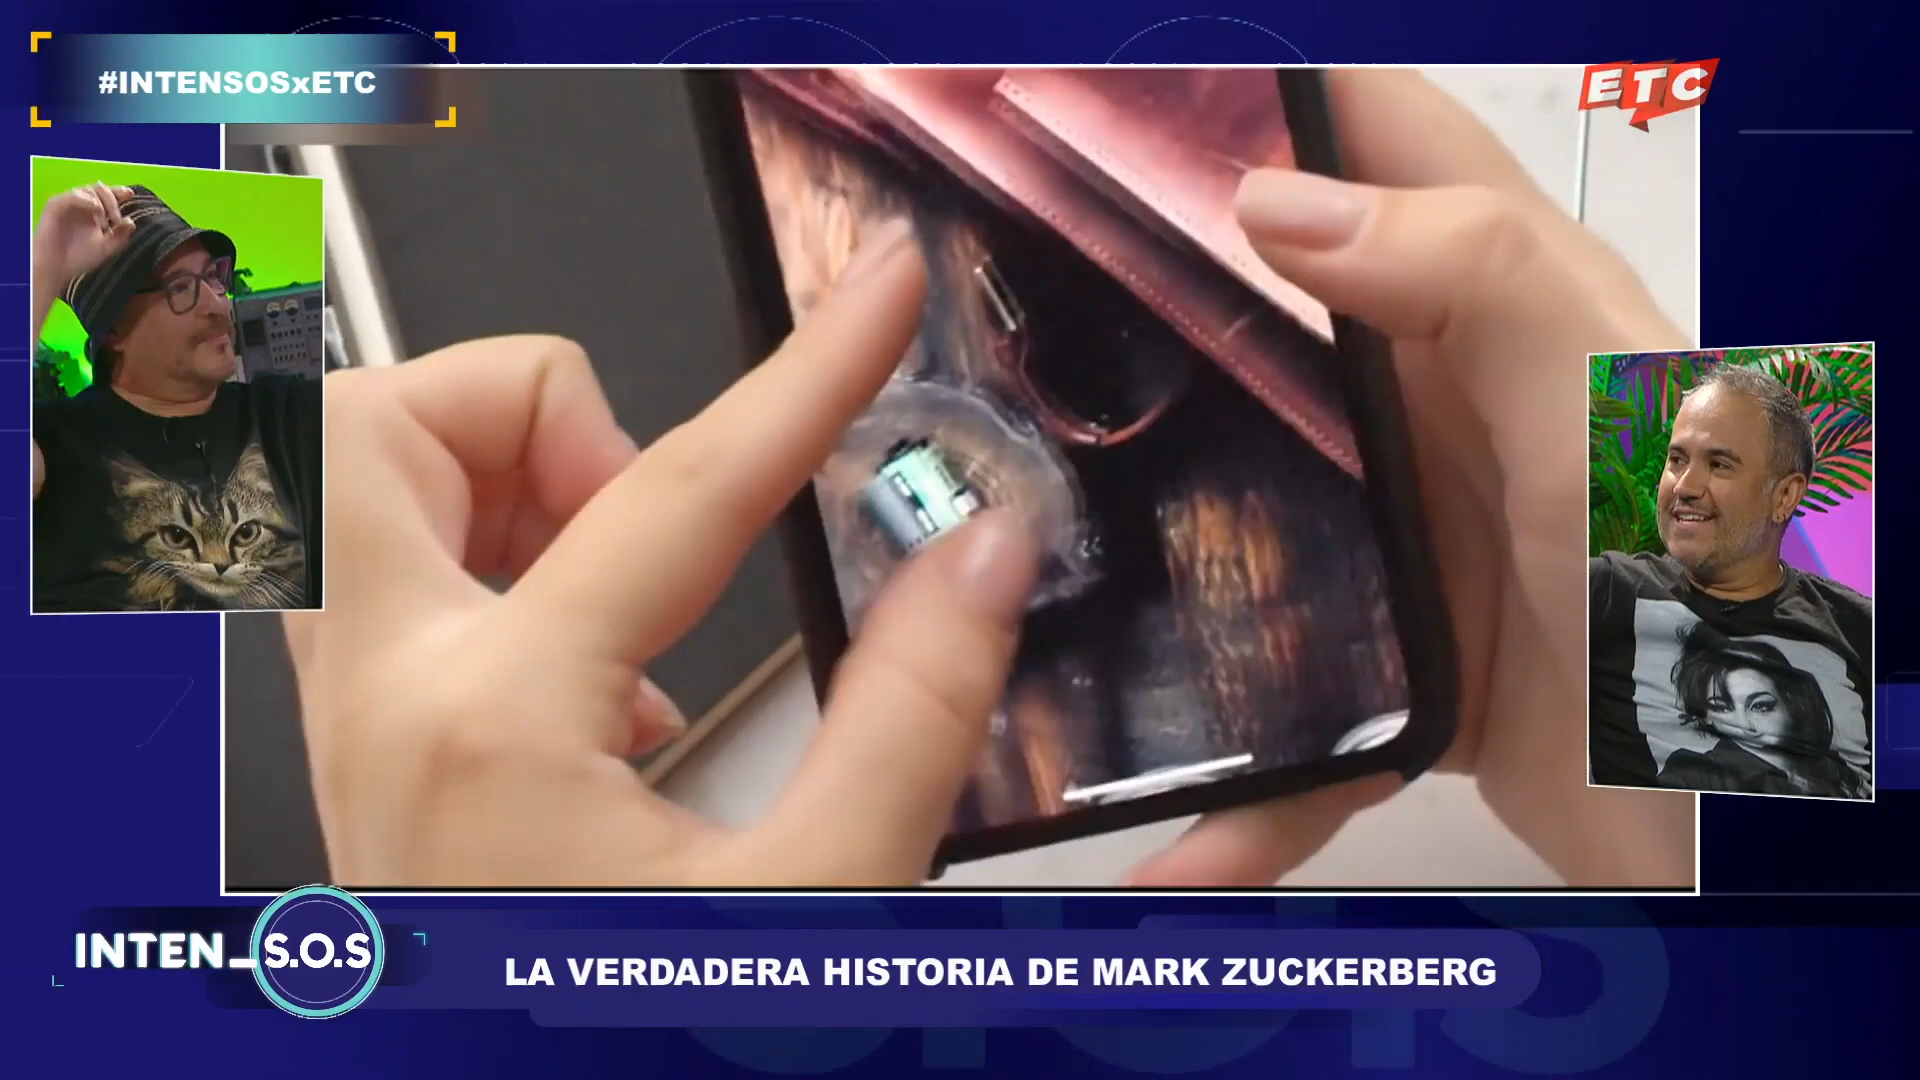 #INTENSOSxETC
ETC
INTEN_S.O.S
LA VERDADERA HISTORIA DE MARK ZUCKERBERG